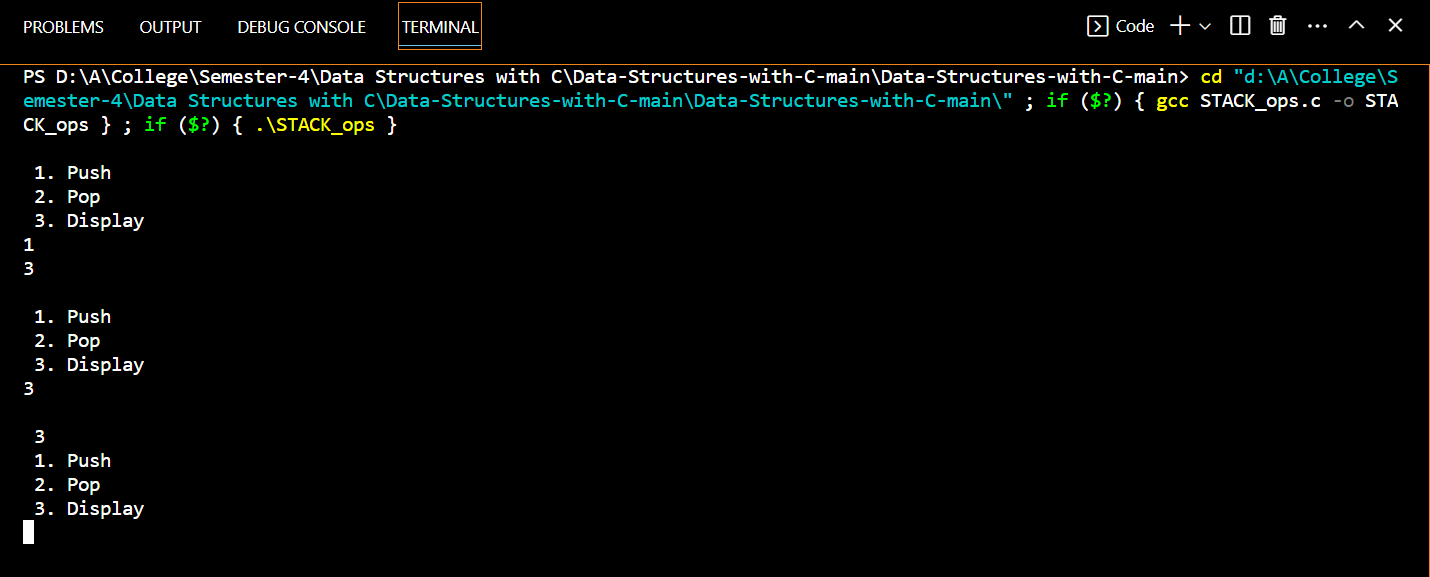 PROBLEMS OUTPUT DEBUG CONSOLE TERMINAL Code
PS D:\A\College\Semester-4\Data Structures with C\Data-Structures-with-C-main\Data-Structures-with-C-main> cd "d:\A\College\S
emester-4\Data Structures with C\Data-Structures-with-C-main\Data-Structures-with-C-main\" ; if ($?) { gcc STACK_ops.c -o STA
CK_ops } ; if ($?) { .\STACK_ops }
1. Push
2. Pop
3. Display
1
3
1. Push
2. Pop
3. Display
3
3
1. Push
2. Pop
3. Display